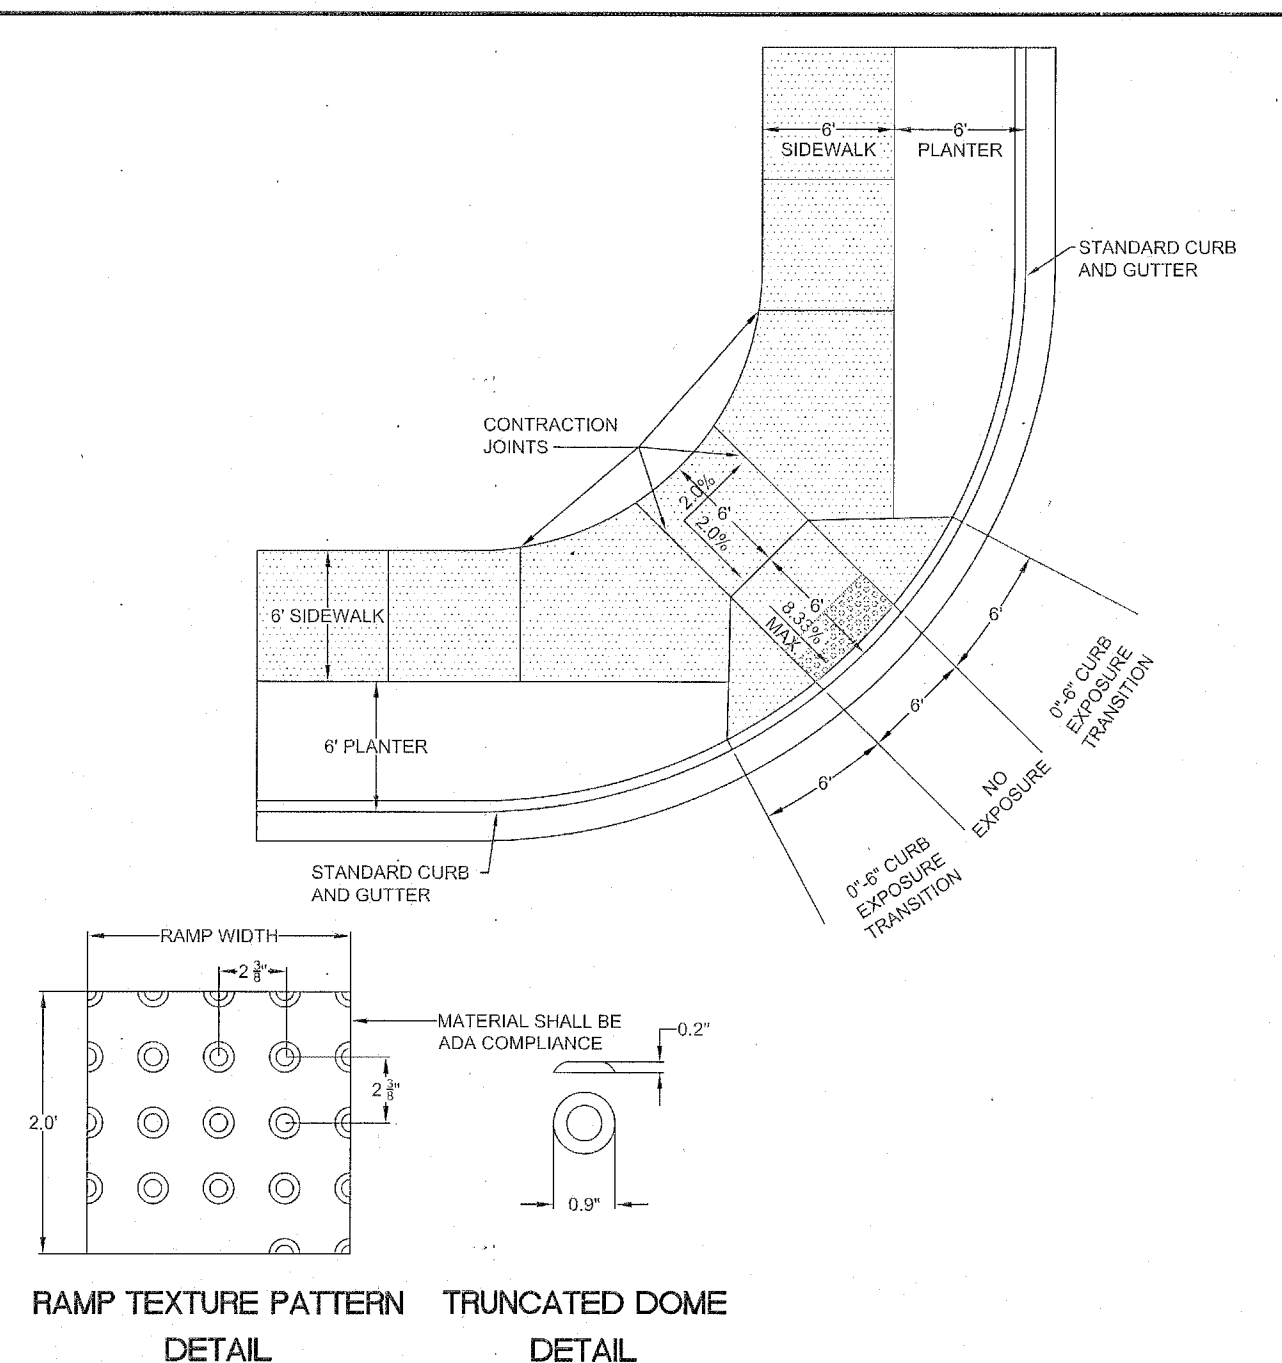 6'
SIDEWALK
6'
PLANTER
STANDARD CURB
AND GUTTER
CONTRACTION
JOINTS
2.0%
2.0%
6'
6'
8.33%
MAX
6' SIDEWALK
6' PLANTER
6'
6'
6'
0"-6" CURB
EXPOSURE
TRANSITION
NO
EXPOSURE
0"-6" CURB
EXPOSURE
TRANSITION
STANDARD CURB
AND GUTTER
RAMP WIDTH
2 3/8"
MATERIAL SHALL BE
ADA COMPLIANCE
2 3/8"
2.0'
0.2"
0.9"
RAMP TEXTURE PATTERN
DETAIL
TRUNCATED DOME
DETAIL